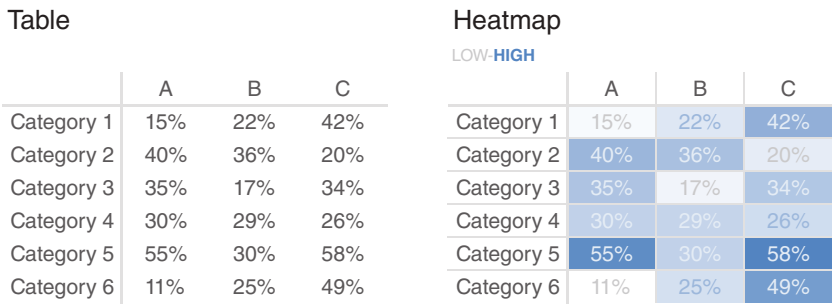 Table
Heatmap
LOW-HIGH
A B C
Category 1 15% 22% 42%
Category 2 40% 36% 20%
Category 3 35% 17% 34%
Category 4 30% 29% 26%
Category 5 55% 30% 58%
Category 6 11% 25% 49%
A B C
Category 1 15% 22% 42%
Category 2 40% 36% 20%
Category 3 35% 17% 34%
Category 4 30% 29% 26%
Category 5 55% 30% 58%
Category 6 11% 25% 49%